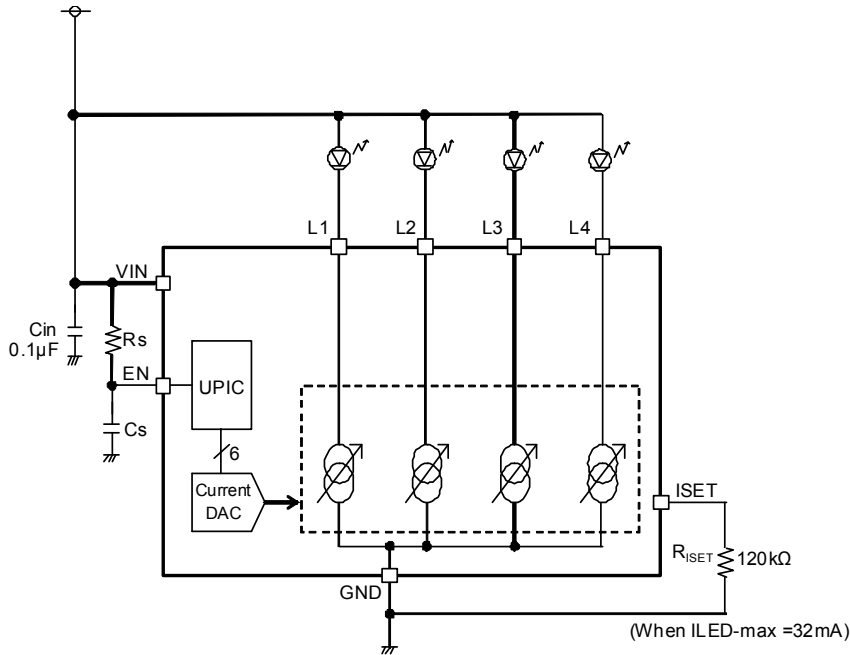 L1
L2
L3
L4
VIN
Cin
0.1µF
Rs
EN
UPIC
Cs
6
Current
DAC
ISET
RISET
120kΩ
GND
(When ILED-max =32mA)